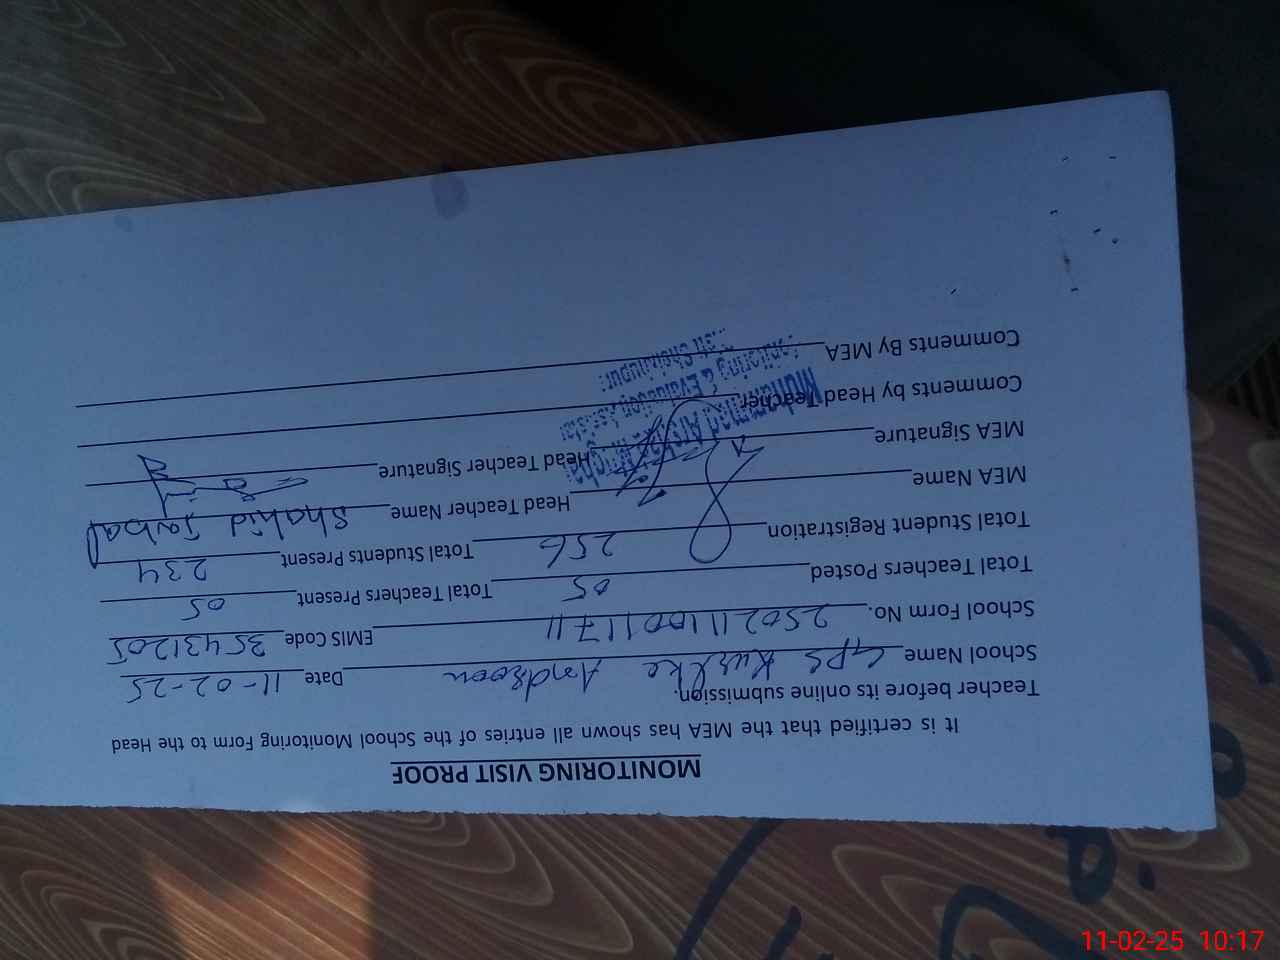 MONITORING VISIT PROOF
It is certified that the MEA has shown all entries of the School Monitoring Form to the Head
Teacher before its online submission.
School Name GPS Date 11-02-25
School Form No. EMIS Code 35431205
Total Teachers Posted 05 Total Teachers Present 05
Total Student Registration 256 Total Students Present 234
MEA Name Head Teacher Name Shahid Iqbal
MEA Signature Head Teacher Signature
Comments by Head Teacher
Comments By MEA
Muhammad
Monitoring & Evaluation Assistant
11-02-25 10:17